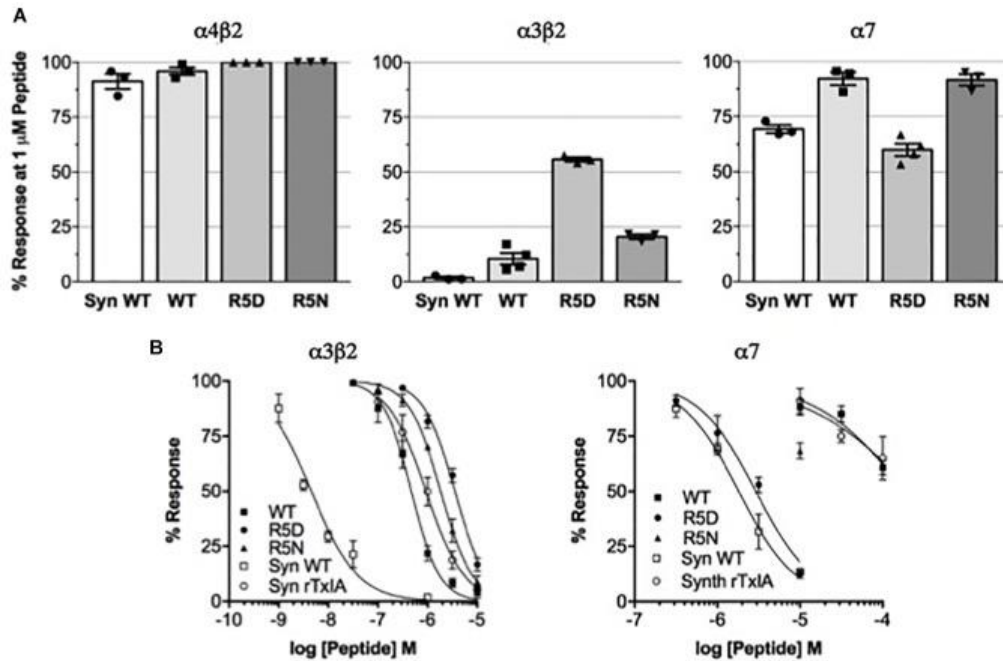 A
α4β2
α3β2
α7
% Response at 1 μM Peptide
100
75
50
25
0
Syn WT WT R5D R5N
100
75
50
25
0
Syn WT WT R5D R5N
100
75
50
25
0
Syn WT WT R5D R5N
B
α3β2
α7
% Response
100
75
50
25
0
WT
R5D
R5N
Syn WT
Syn rTxIA
-10 -9 -8 -7 -6 -5
log [Peptide] M
% Response
100
75
50
25
0
WT
R5D
R5N
Syn WT
Synth rTxIA
-7 -6 -5 -4
log [Peptide] M